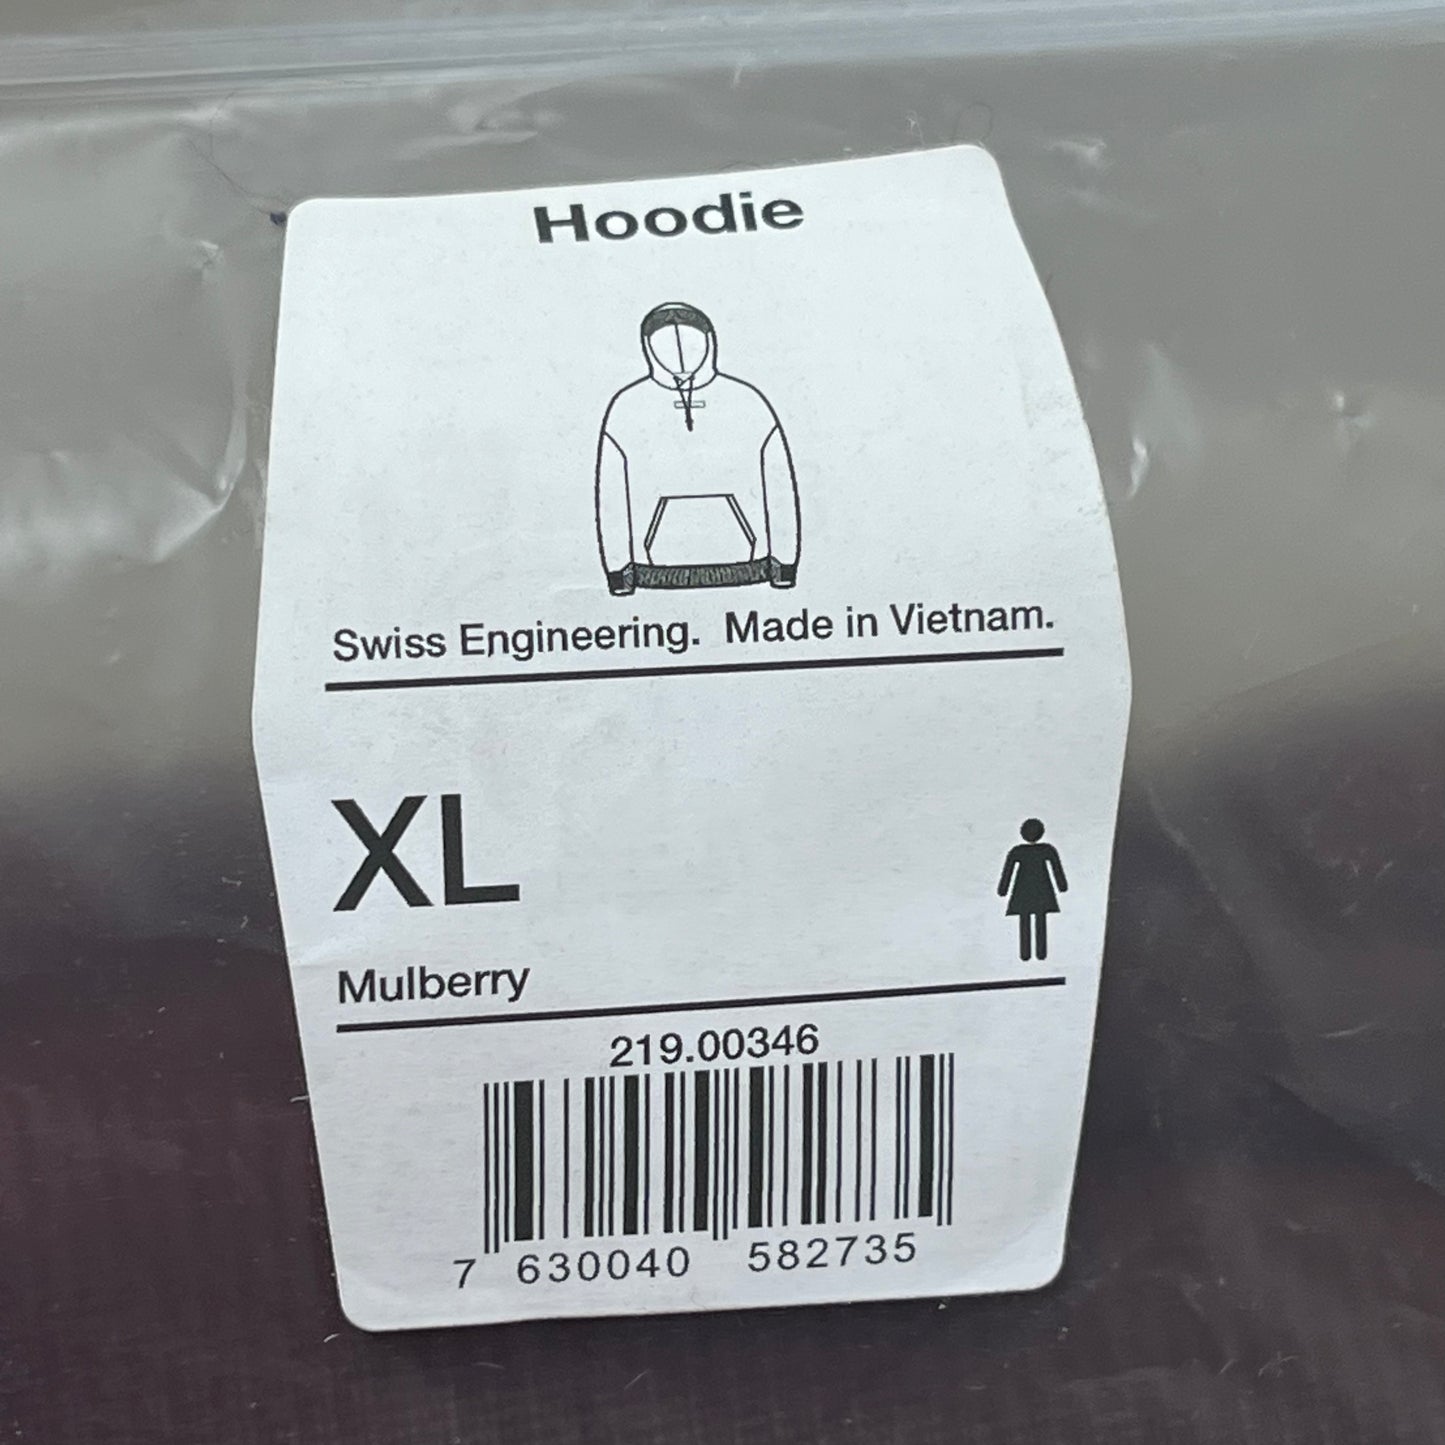 Hoodie
Swiss Engineering. Made in Vietnam.
XL
Mulberry
219.00346
7 630040 582735